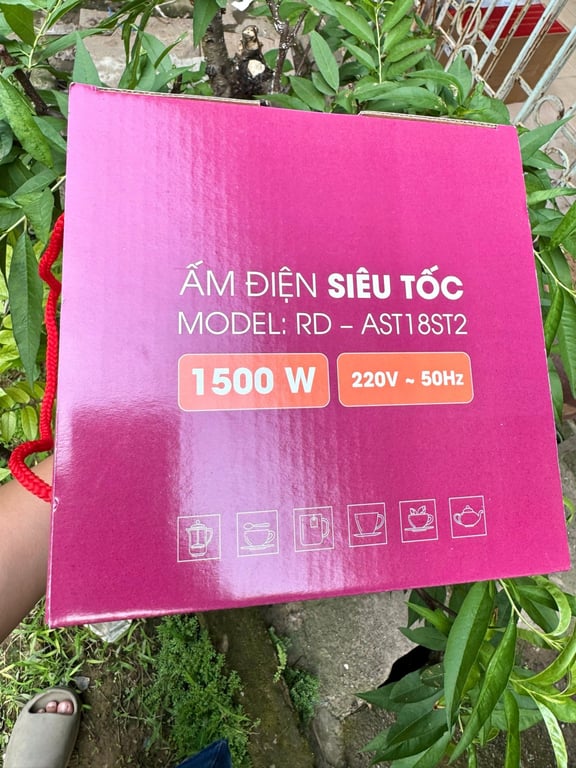 ẤM ĐIỆN SIÊU TỐC
MODEL: RD – AST18ST2
1500 W
220V ~ 50Hz